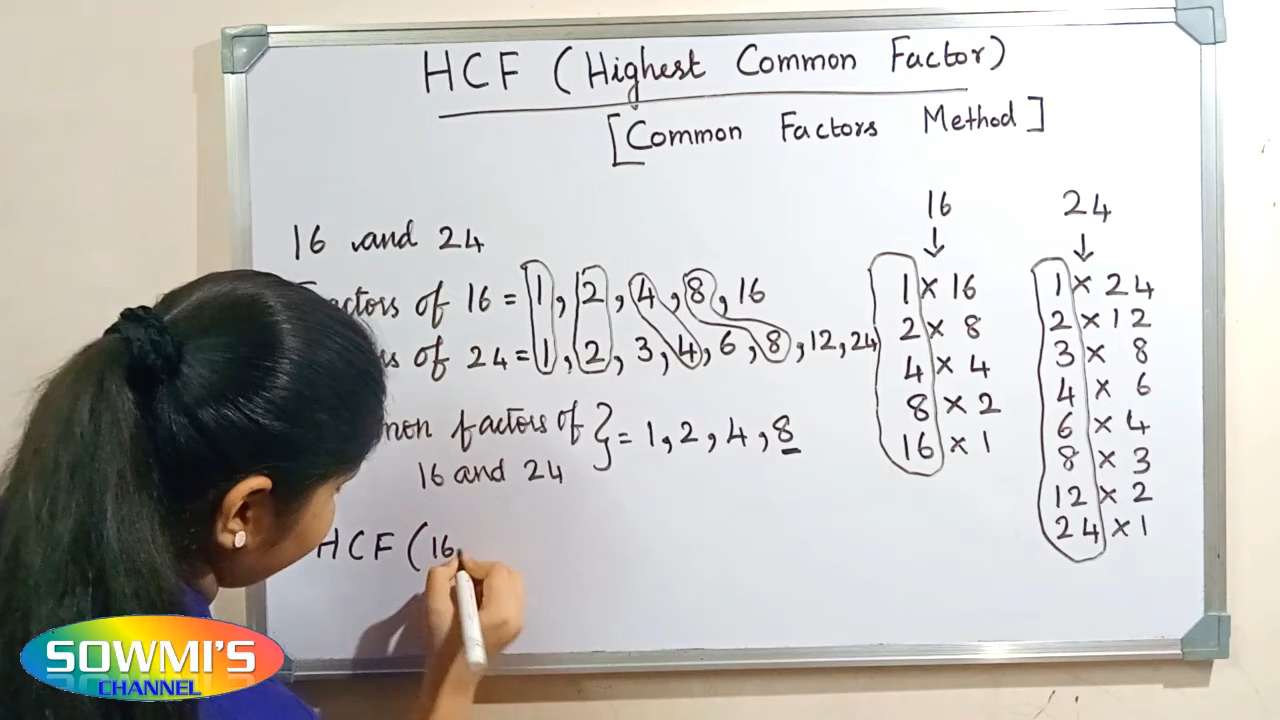 HCF (Highest Common Factor)
[Common Factors Method]
16 and 24
Factors of 16 = 1, 2, 4, 8, 16
of 24 = 1, 2, 3, 4, 6, 8, 12, 24
factors of } = 1, 2, 4, 8
16 and 24
HCF (16,
16
↓
1 × 16
2 × 8
4 × 4
8 × 2
16 × 1
24
↓
1 × 24
2 × 12
3 × 8
4 × 6
6 × 4
8 × 3
12 × 2
24 × 1
SOWMI'S
CHANNEL